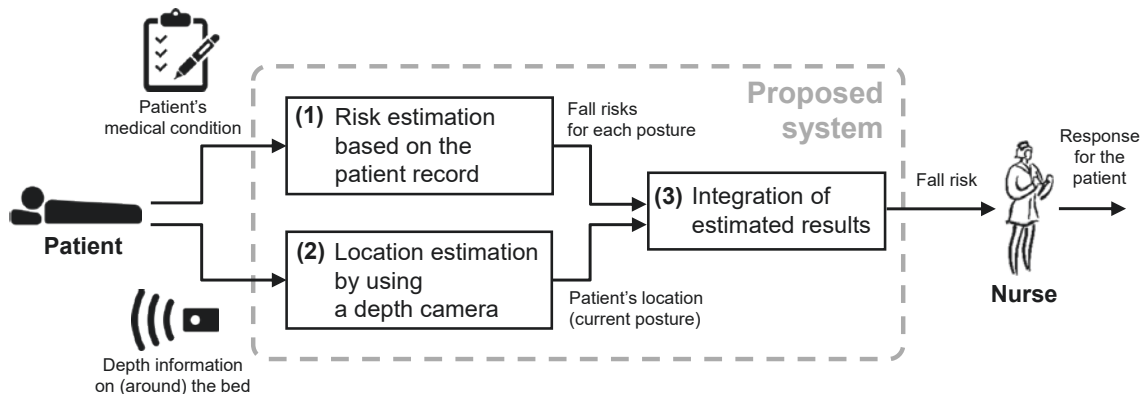 Patient's
medical condition
Patient
Depth information
on (around) the bed
Proposed
system
(1) Risk estimation
based on the
patient record
Fall risks
for each posture
(2) Location estimation
by using
a depth camera
Patient's location
(current posture)
(3) Integration of
estimated results
Fall risk
Nurse
Response
for the
patient